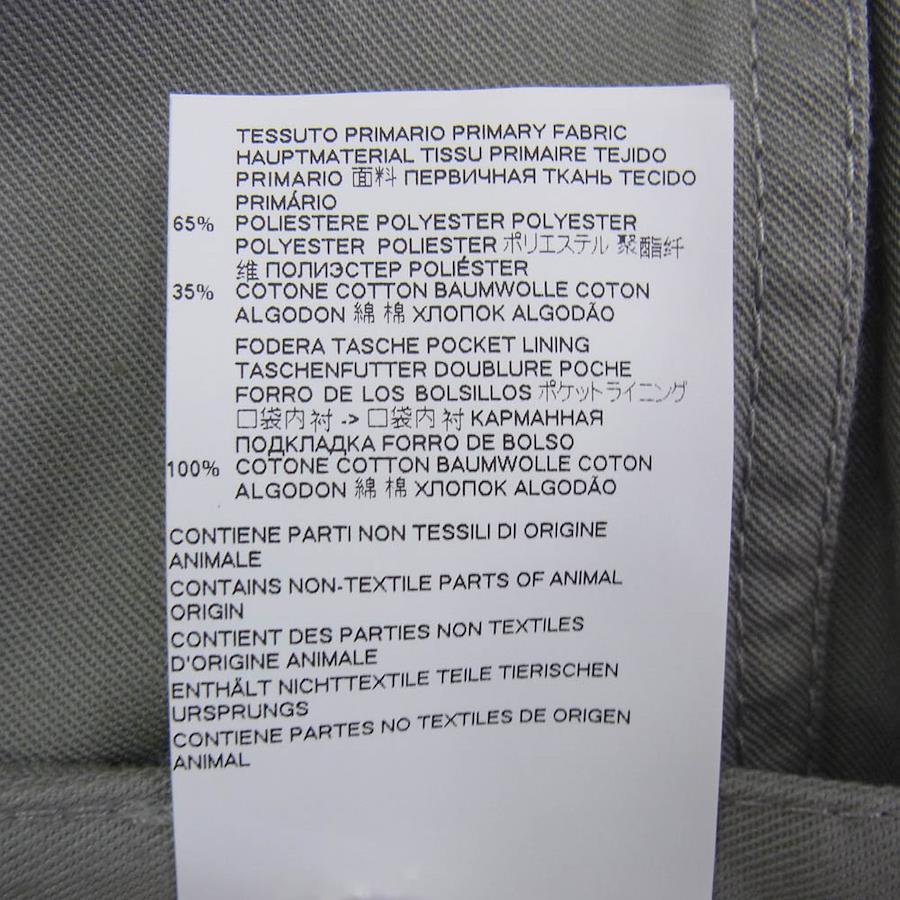 TESSUTO PRIMARIO PRIMARY FABRIC
HAUPTMATERIAL TISSU PRIMAIRE TEJIDO
PRIMARIO 面料 ПЕРВИЧНАЯ ТКАНЬ TECIDO
PRIMÁRIO
65% POLIESTERE POLYESTER POLYESTER
POLYESTER POLIESTER ポリエステル 聚酯纤
维 ПОЛИЭСТЕР POLIÉSTER
35% COTONE COTTON BAUMWOLLE COTON
ALGODON 綿 棉 ХЛОПОК ALGODÃO
FODERA TASCHE POCKET LINING
TASCHENFUTTER DOUBLURE POCHE
FORRO DE LOS BOLSILLOS ポケットライニング
口袋内衬 -> 口袋内衬 КАРМАННАЯ
ПОДКЛАДКА FORRO DE BOLSO
100% COTONE COTTON BAUMWOLLE COTON
ALGODON 綿 棉 ХЛОПОК ALGODÃO
CONTIENE PARTI NON TESSILI DI ORIGINE
ANIMALE
CONTAINS NON-TEXTILE PARTS OF ANIMAL
ORIGIN
CONTIENT DES PARTIES NON TEXTILES
D'ORIGINE ANIMALE
ENTHÄLT NICHTTEXTILE TEILE TIERISCHEN
URSPRUNGS
CONTIENE PARTES NO TEXTILES DE ORIGEN
ANIMAL